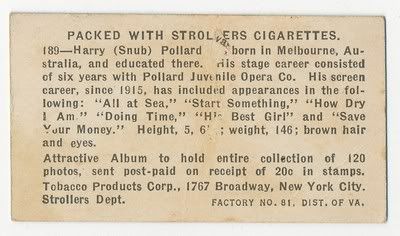 PACKED WITH STROLLERS CIGARETTES.
189—Harry (Snub) Pollard was born in Melbourne, Au-
stralia, and educated there. His stage career consisted
of six years with Pollard Juvenile Opera Co. His screen
career, since 1915, has included appearances in the fol-
lowing: "All at Sea," "Start Something," "How Dry
I Am," "Doing Time," "His Best Girl" and "Save
Your Money." Height, 5, 6; weight, 146; brown hair
and eyes.
Attractive Album to hold entire collection of 120
photos, sent post-paid on receipt of 20c in stamps.
Tobacco Products Corp., 1767 Broadway, New York City.
Strollers Dept. FACTORY NO. 81, DIST. OF VA.